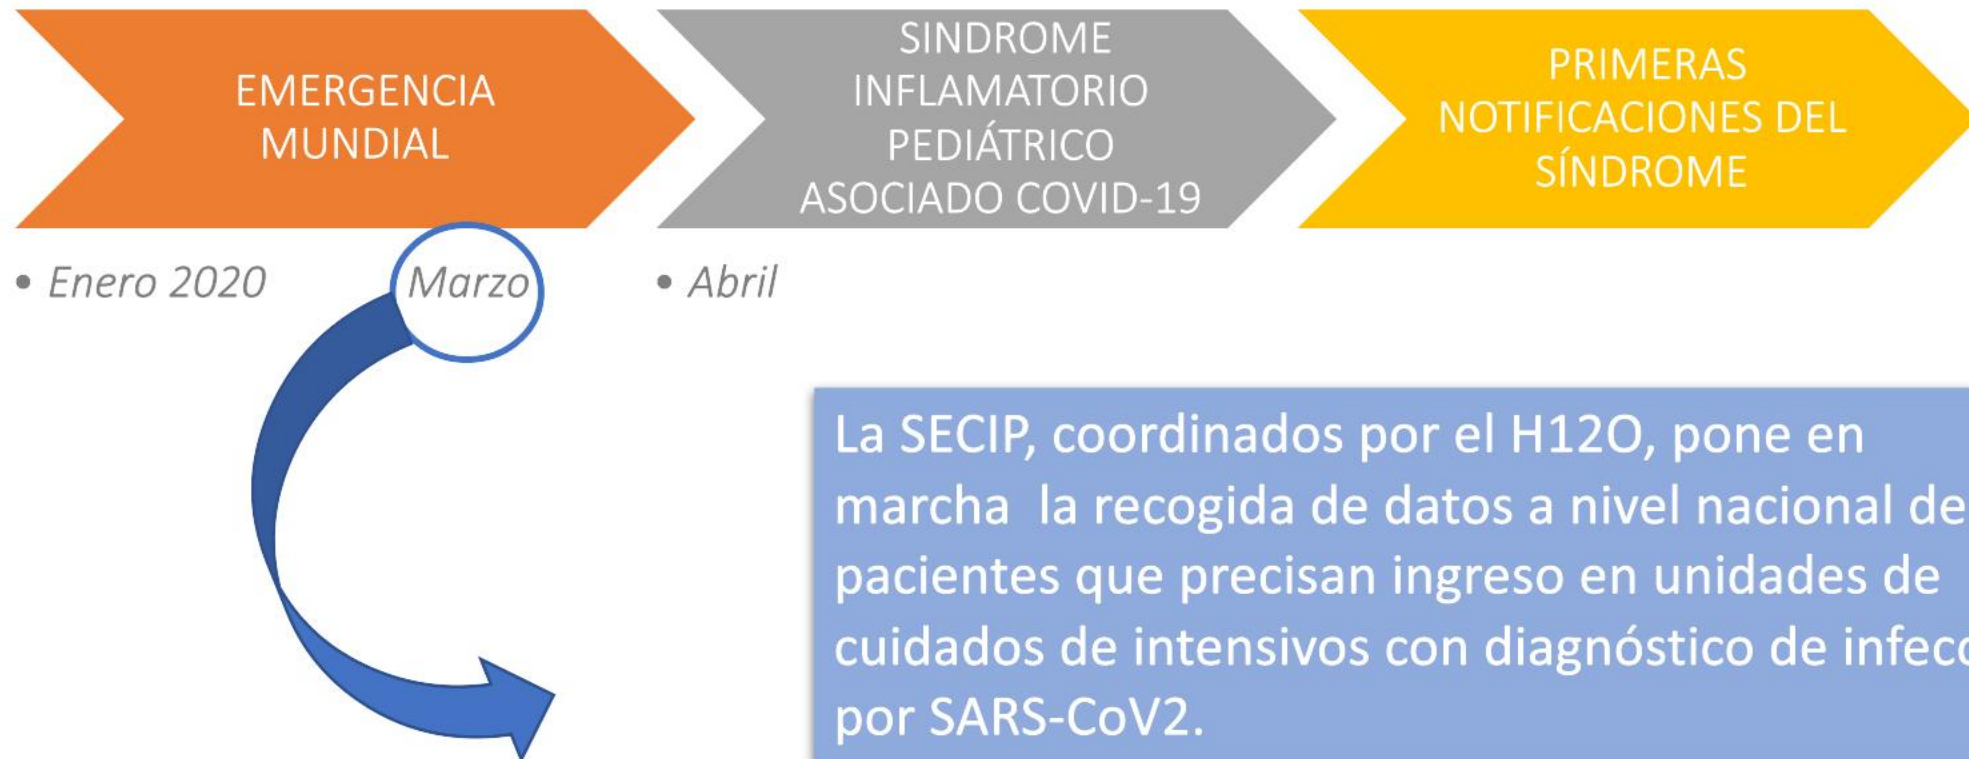 EMERGENCIA
MUNDIAL
SINDROME
INFLAMATORIO
PEDIÁTRICO
ASOCIADO COVID-19
PRIMERAS
NOTIFICACIONES DEL
SÍNDROME
• Enero 2020
Marzo
• Abril
La SECIP, coordinados por el H12O, pone en
marcha la recogida de datos a nivel nacional de
pacientes que precisan ingreso en unidades de
cuidados de intensivos con diagnóstico de
por SARS-CoV2.